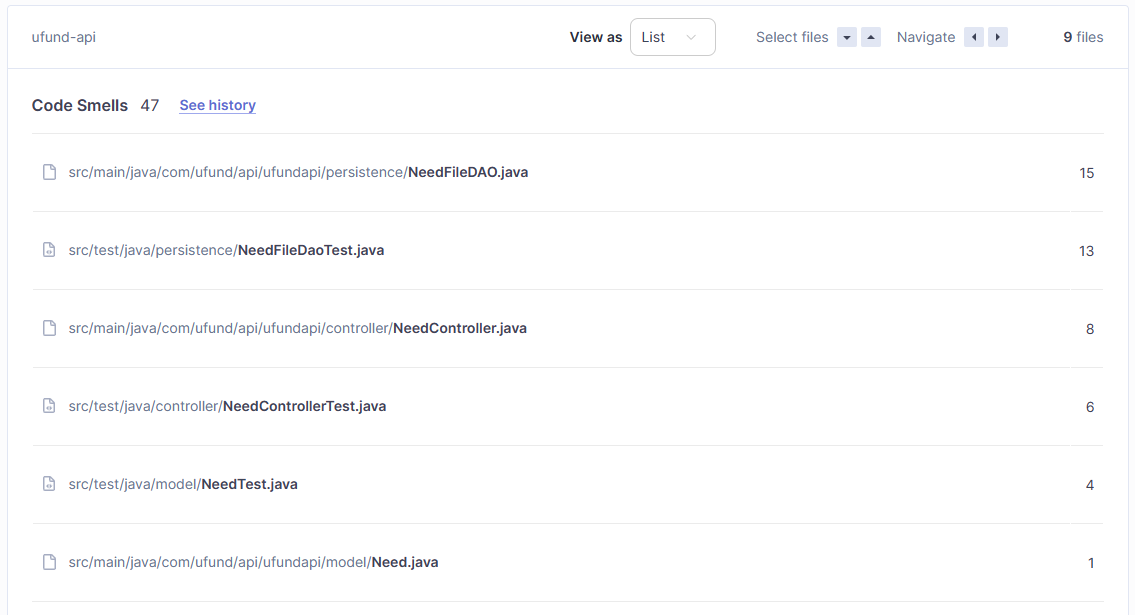 ufund-api View as List Select files Navigate 9 files
Code Smells 47 See history
src/main/java/com/ufund/api/ufundapi/persistence/NeedFileDAO.java 15
src/test/java/persistence/NeedFileDaoTest.java 13
src/main/java/com/ufund/api/ufundapi/controller/NeedController.java 8
src/test/java/controller/NeedControllerTest.java 6
src/test/java/model/NeedTest.java 4
src/main/java/com/ufund/api/ufundapi/model/Need.java 1